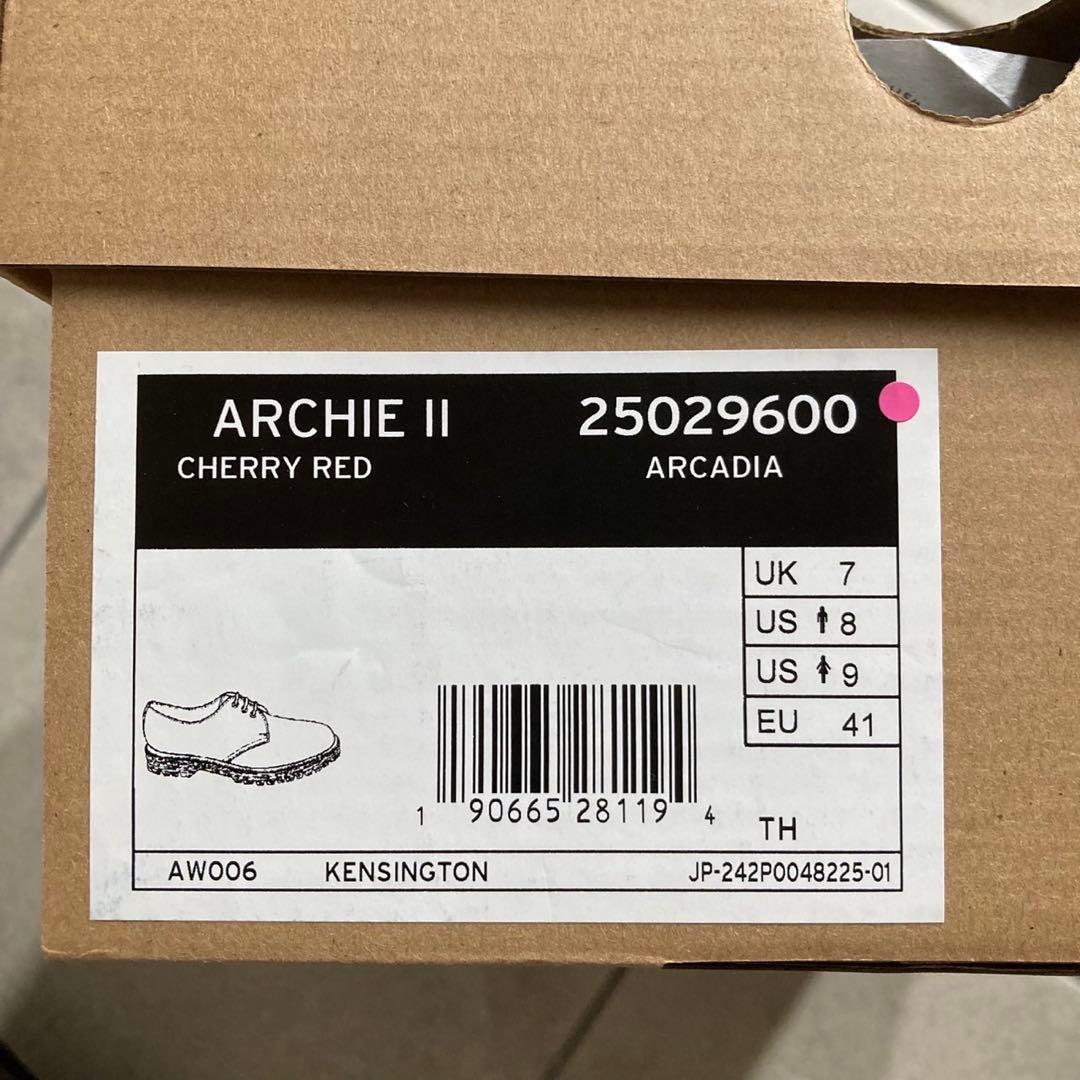 ARCHIE II 25029600
CHERRY RED ARCADIA
UK 7
US 8
US 9
EU 41
1 90665 28119 4
TH
AW006 KENSINGTON JP-242P0048225-01